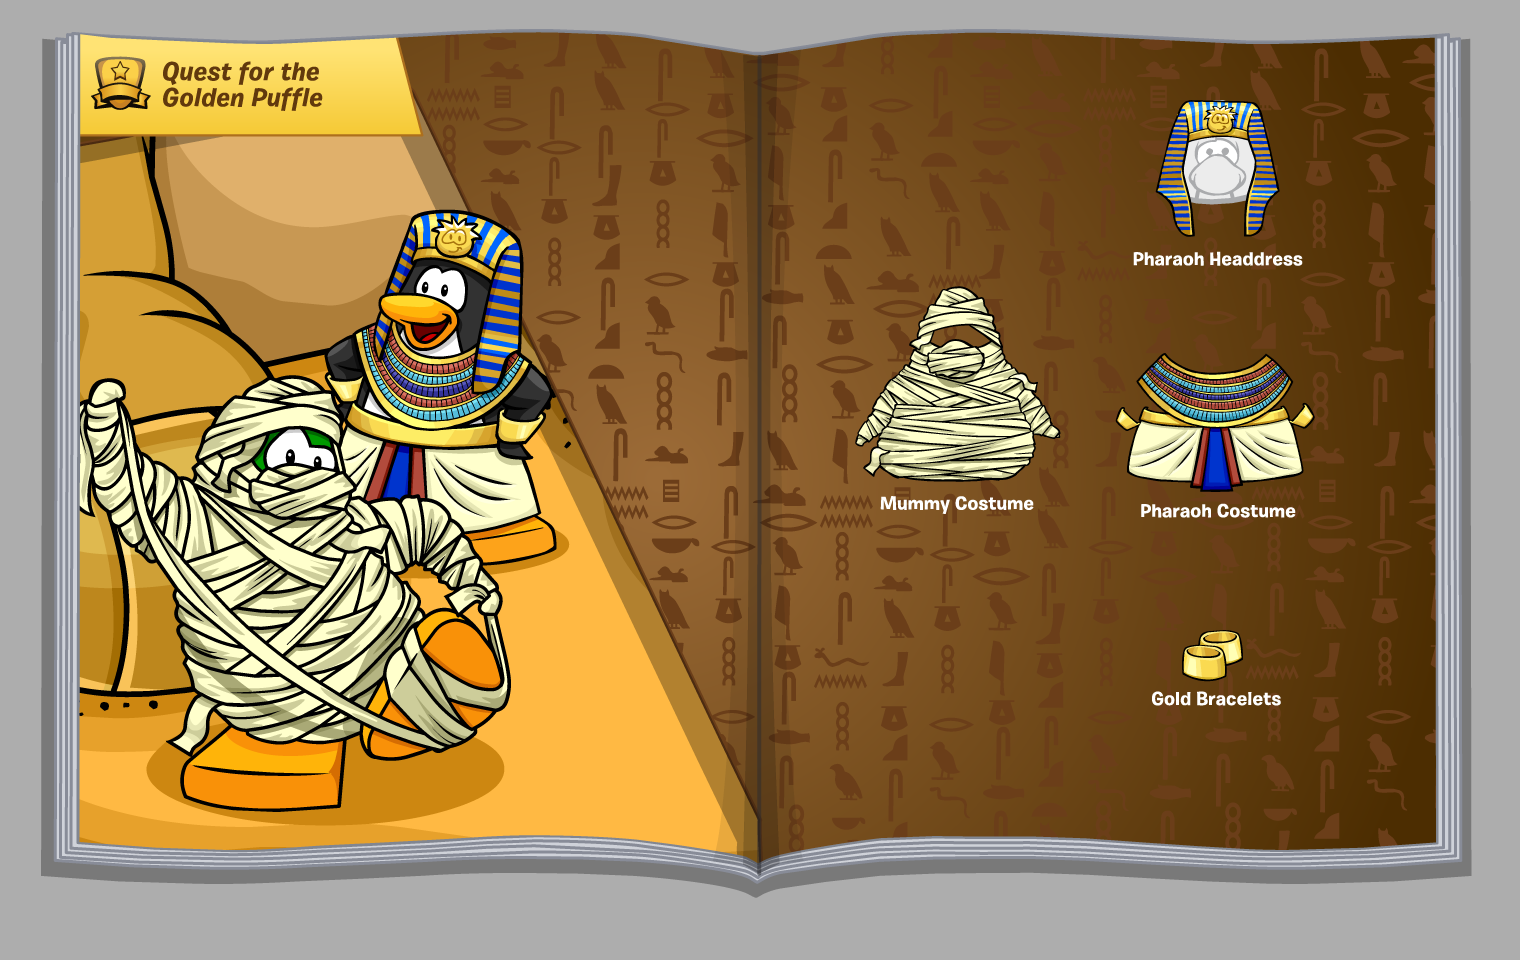 Quest for the
Golden Puffle
Pharaoh Headdress
Mummy Costume
Pharaoh Costume
Gold Bracelets